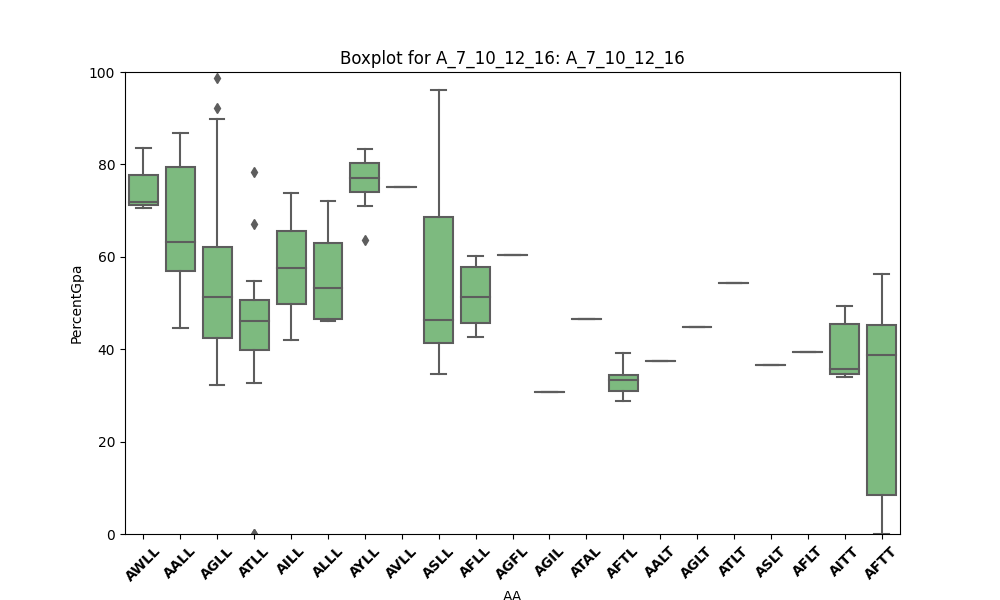 Boxplot for A_7_10_12_16: A_7_10_12_16
100
80
60
40
20
0
PercentGpa
AWLL AALL AGLL ATLL AILL ALLL AYLL AVLL ASLL AFLL AGFL AGIL ATAL AFTL AALT AGLT ATLT ASLT AFLT AITT AFTT
AA